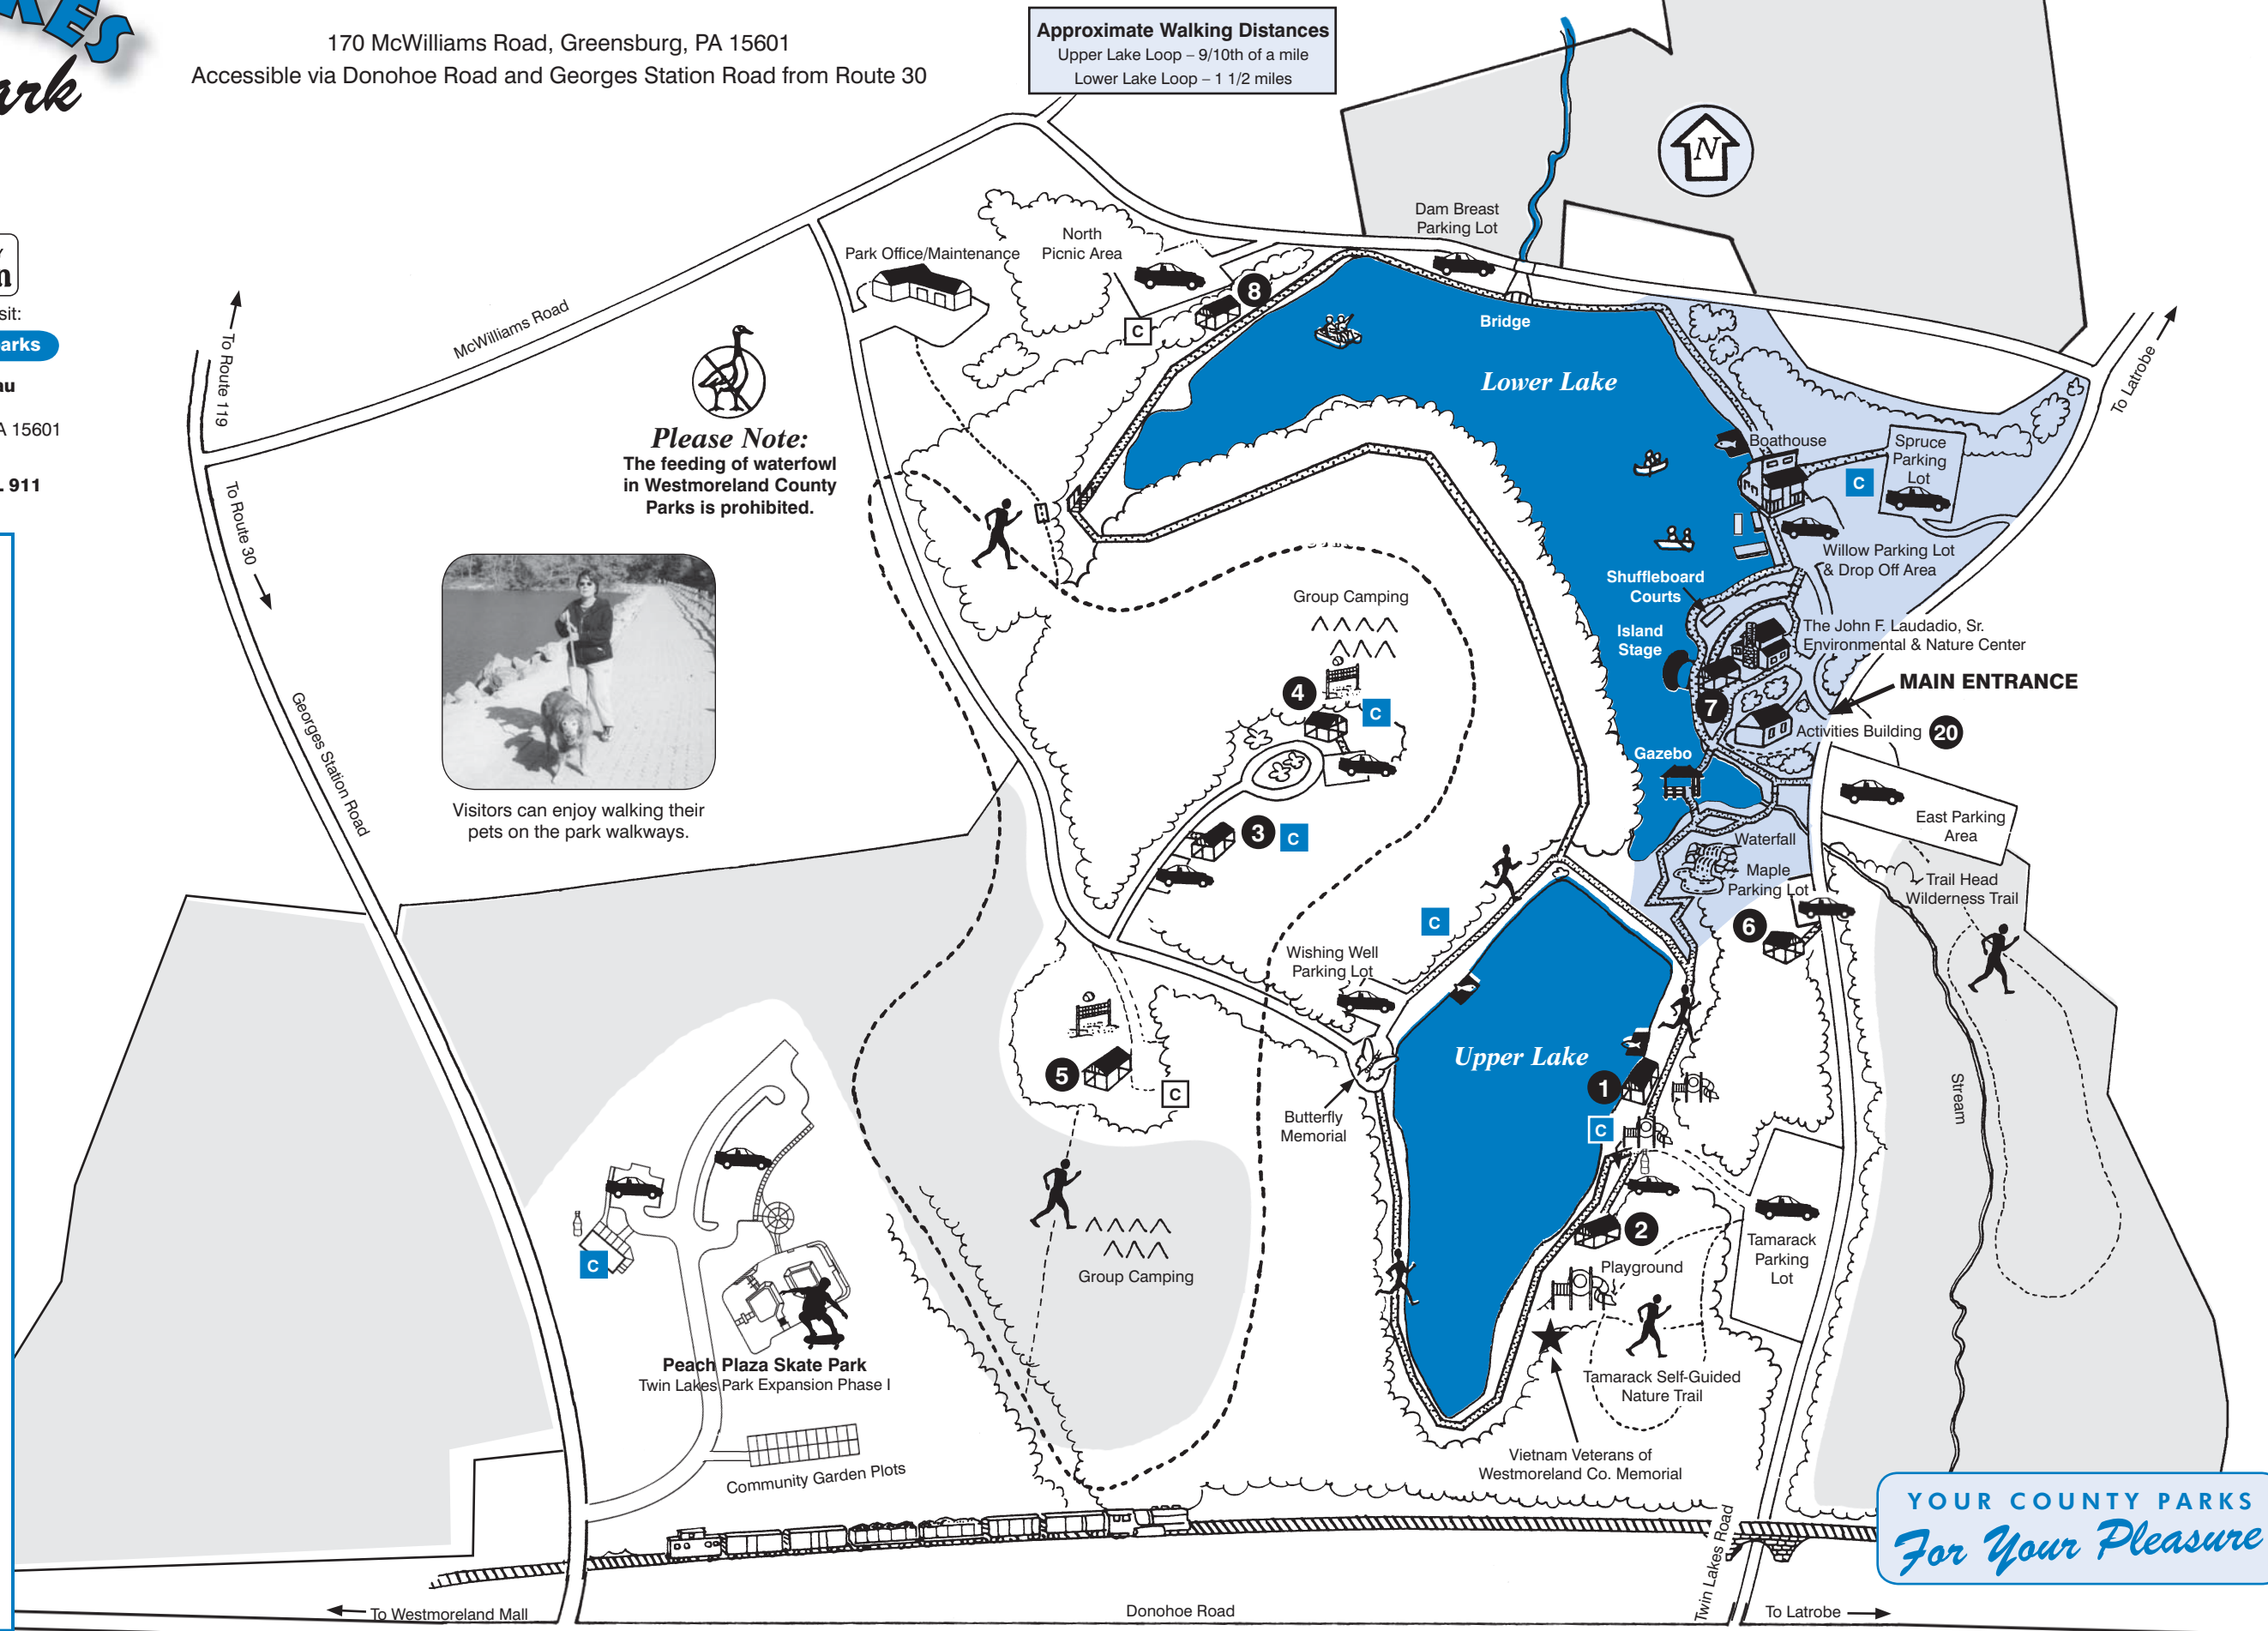 170 McWilliams Road, Greensburg, PA 15601
Accessible via Donohoe Road and Georges Station Road from Route 30
Approximate Walking Distances
Upper Lake Loop – 9/10th of a mile
Lower Lake Loop – 1 1/2 miles
N
Dam Breast
Parking Lot
North
Picnic Area
Park Office/Maintenance
8
C
Bridge
Lower Lake
McWilliams Road
To Route 119
To Route 30
To Latrobe
A 15601
911
Please Note:
The feeding of waterfowl
in Westmoreland County
Parks is prohibited.
Boathouse
Spruce
Parking
Lot
C
Willow Parking Lot
& Drop Off Area
Shuffleboard
Courts
Island
Stage
The John F. Laudadio, Sr.
Environmental & Nature Center
MAIN ENTRANCE
7
Activities Building 20
Gazebo
Group Camping
4
C
3
C
Georges Station Road
Visitors can enjoy walking their
pets on the park walkways.
East Parking
Area
Waterfall
Maple
Parking Lot
Trail Head
Wilderness Trail
6
C
Wishing Well
Parking Lot
Upper Lake
5
C
Butterfly
Memorial
1
C
Stream
2
Tamarack
Parking
Lot
Playground
C
Group Camping
Peach Plaza Skate Park
Twin Lakes Park Expansion Phase I
Tamarack Self-Guided
Nature Trail
Vietnam Veterans of
Westmoreland Co. Memorial
Community Garden Plots
YOUR COUNTY PARKS
For Your Pleasure
Twin Lakes Road
To Westmoreland Mall
Donohoe Road
To Latrobe